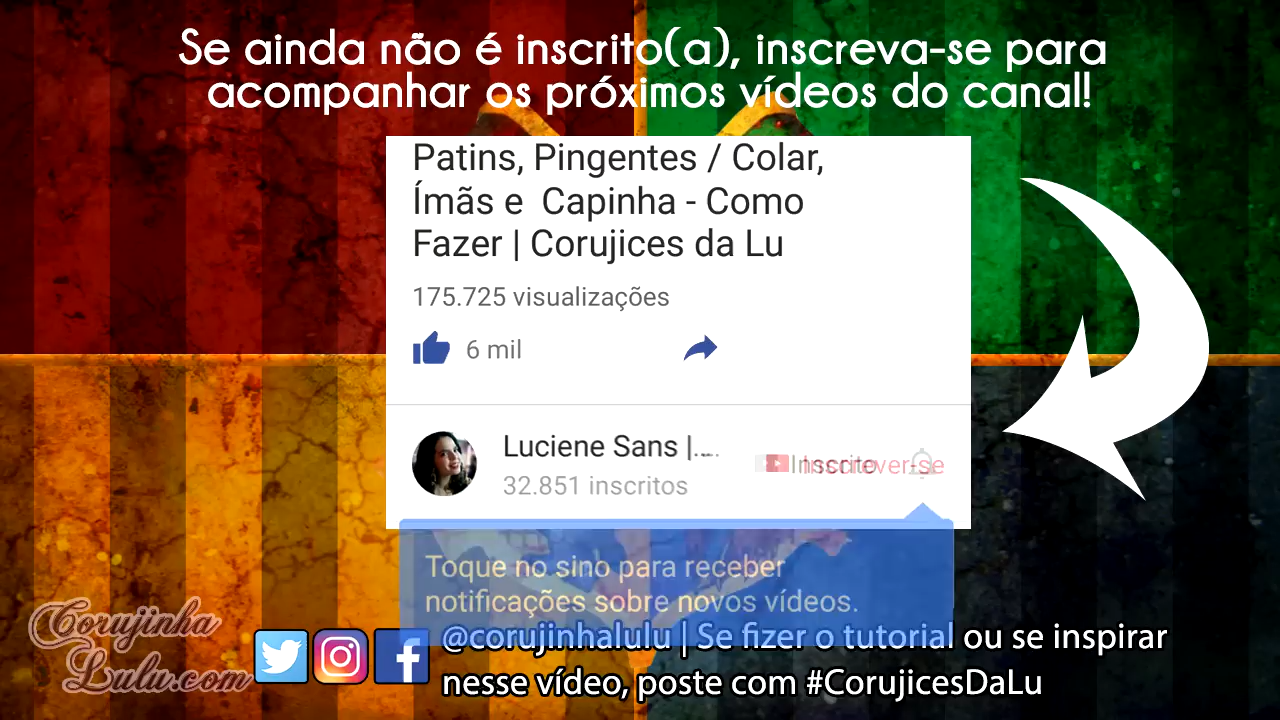 Se ainda não é inscrito(a), inscreva-se para
acompanhar os próximos vídeos do canal!
Patins, Pingentes / Colar,
Ímãs e Capinha - Como
Fazer | Corujices da Lu
175.725 visualizações
6 mil
Luciene Sans |...
32.851 inscritos
Inscrito
Inscrever-se
Toque no sino para receber
notificações sobre novos vídeos.
Corujinha
Lulu.com
@corujinhalulu | Se fizer o tutorial ou se inspirar
nesse vídeo, poste com #CorujicesDaLu